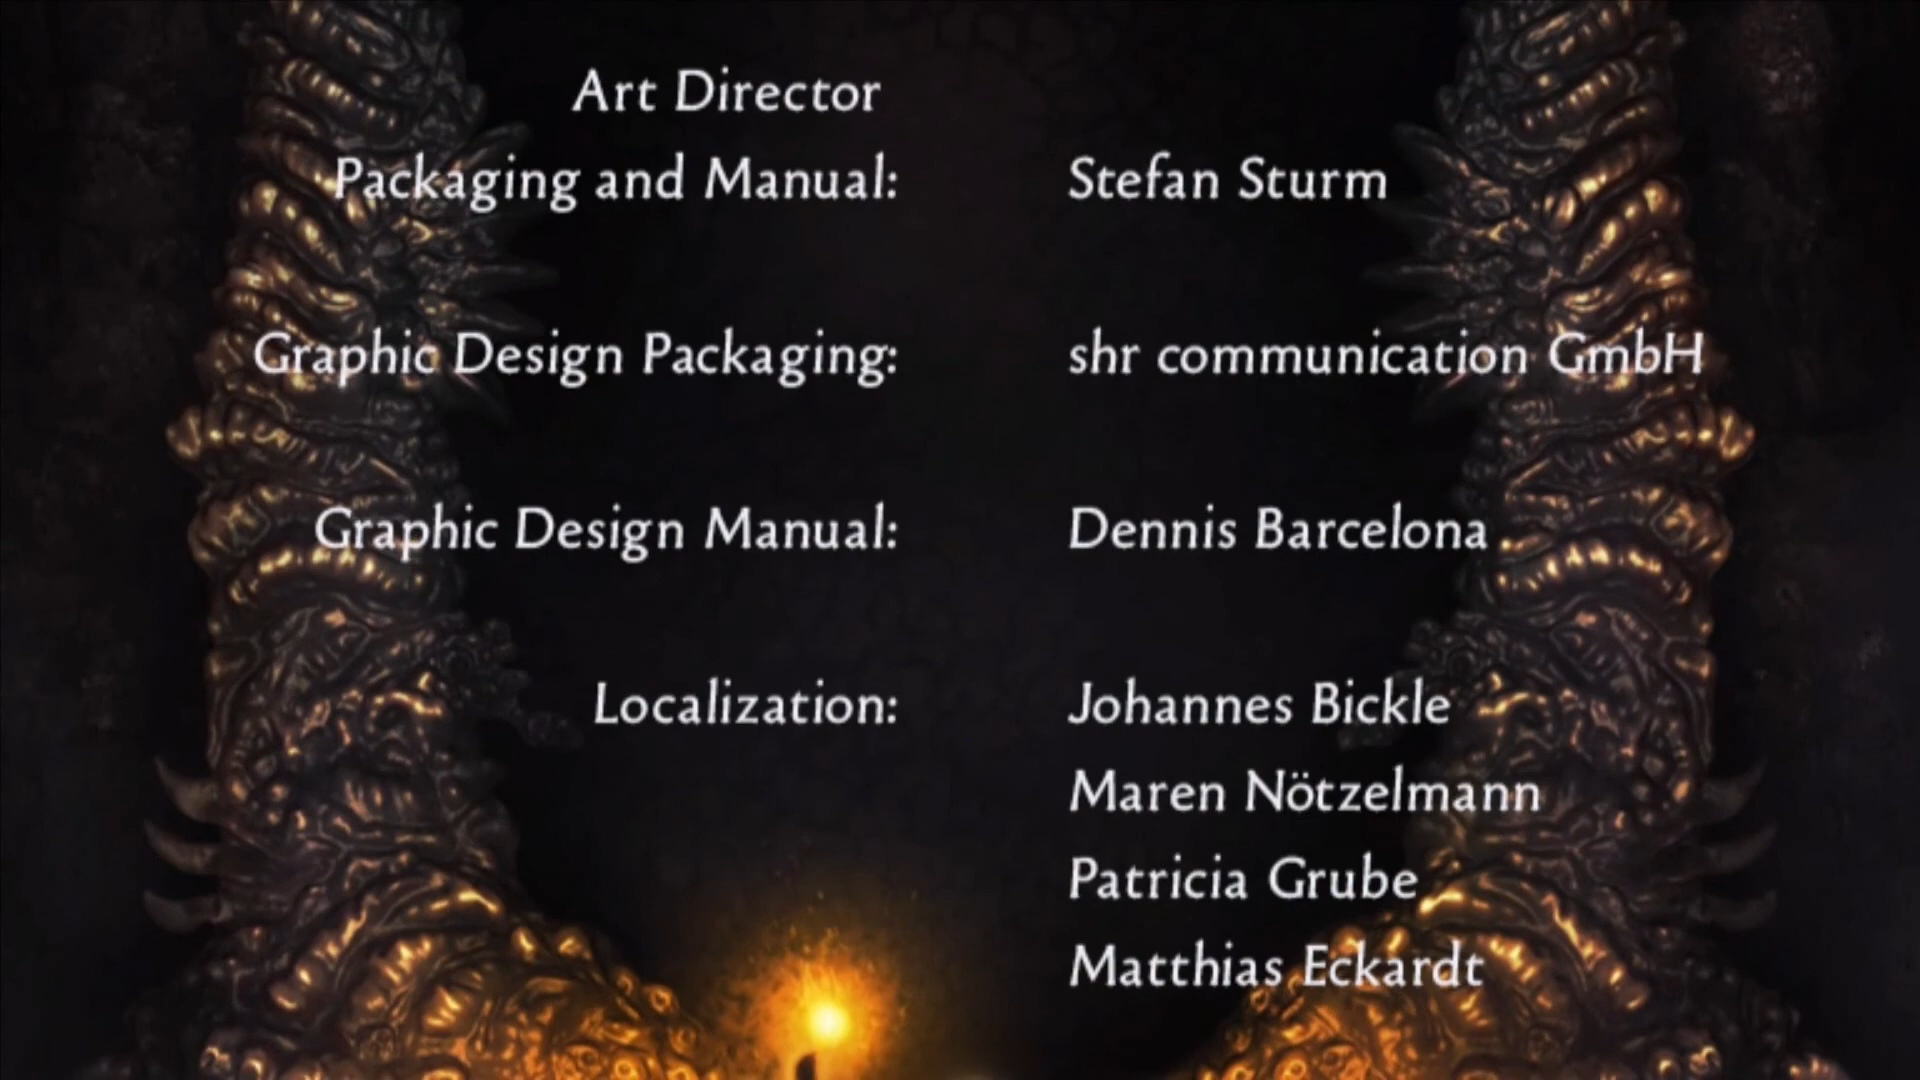 Art Director
Packaging and Manual: Stefan Sturm
Graphic Design Packaging: shr communication GmbH
Graphic Design Manual: Dennis Barcelona
Localization: Johannes Bickle
Maren Nötzelmann
Patricia Grube
Matthias Eckardt